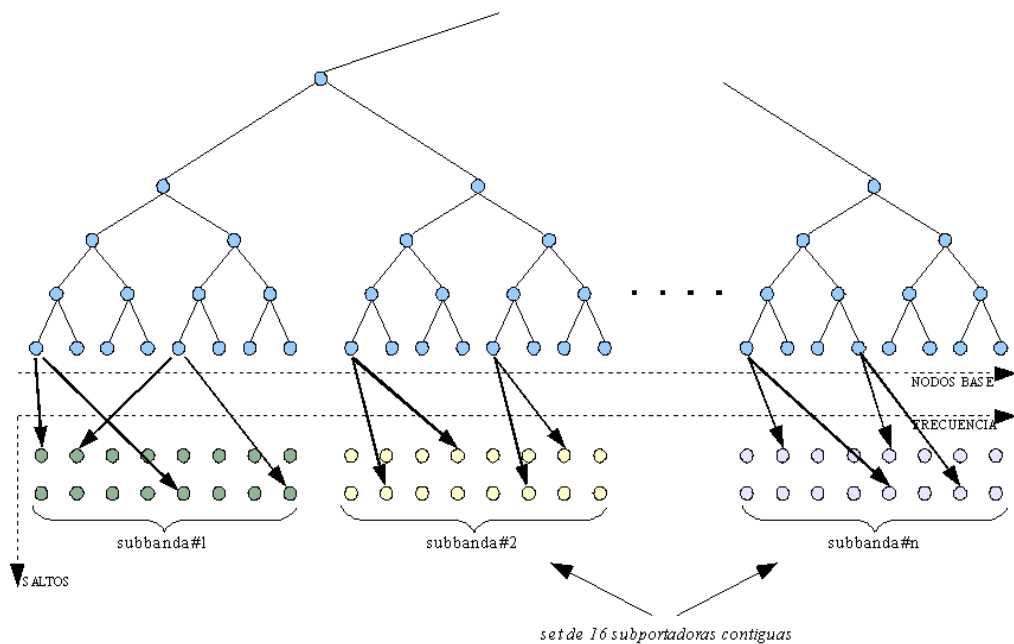 NODOS BASE
FRECUENCIA
subbanda#1
subbanda#2
subbanda#n
SALTOS
set de 16 subportadoras contiguas